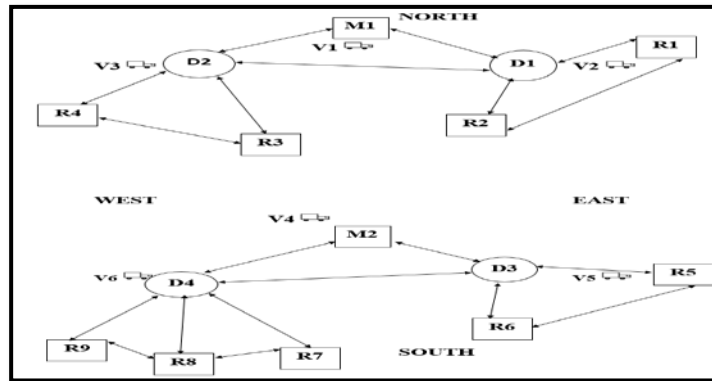 M1 NORTH
V1
R1
V3 D2 D1 V2
R4 R2
R3
WEST EAST
V4
M2
V6 D4 D3 V5 R5
R6
R9 R8 R7 SOUTH